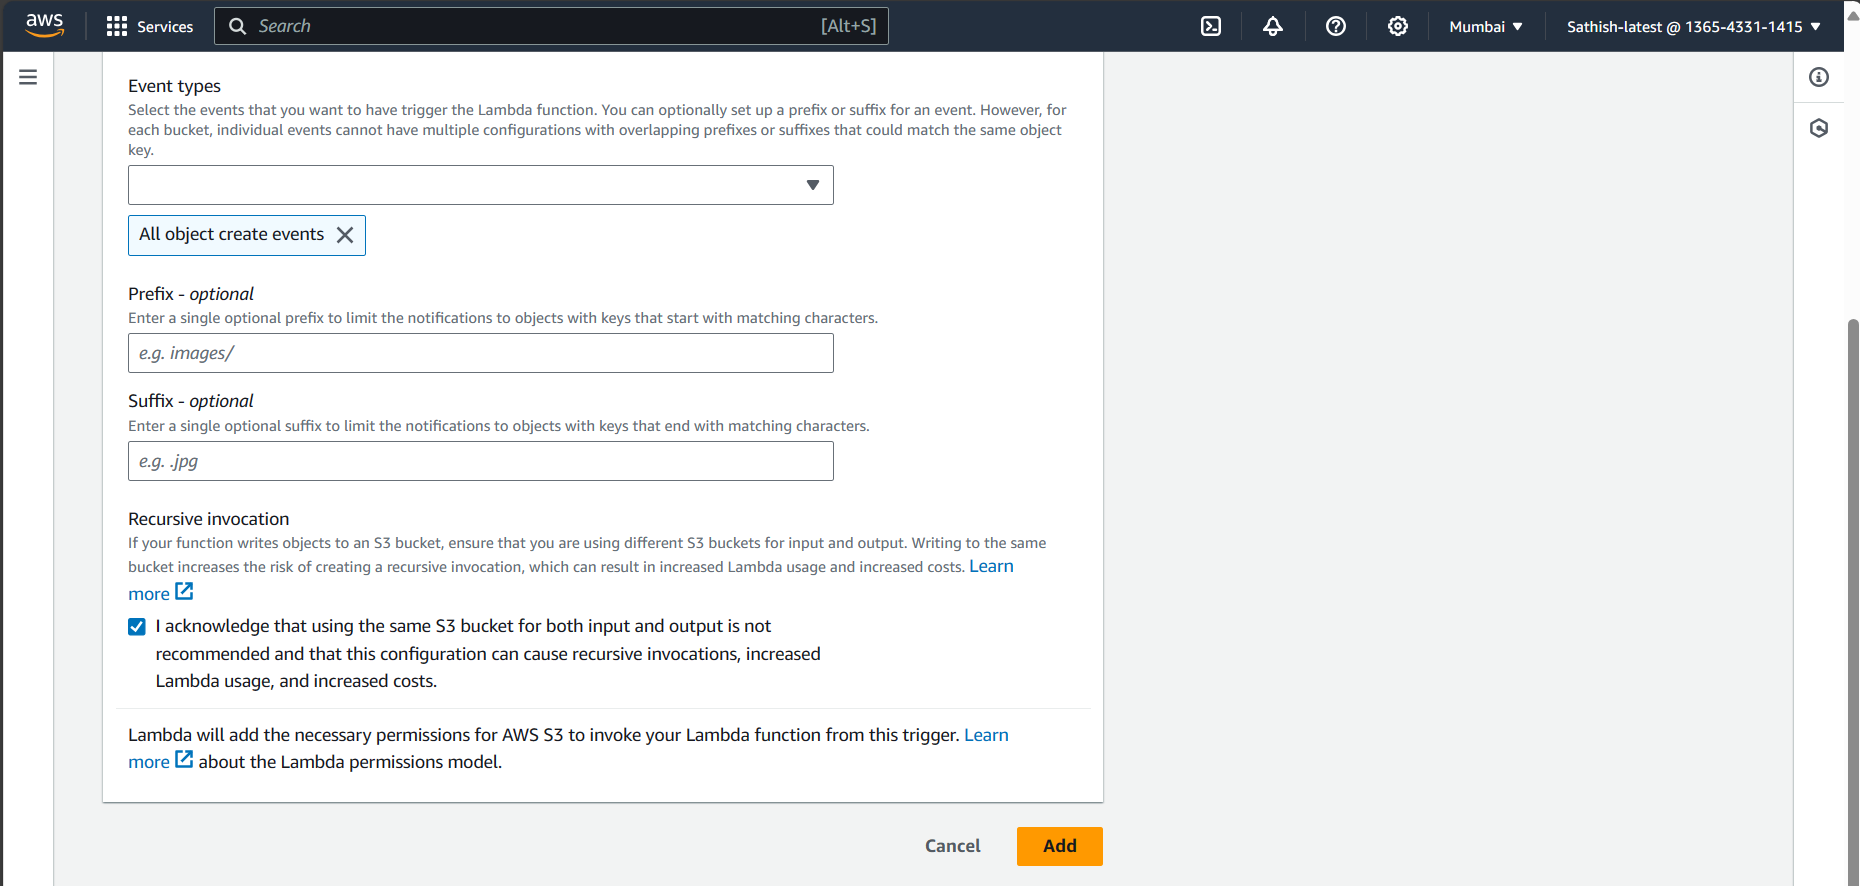 aws
Services
Search
[Alt+S]
Mumbai
Sathish-latest @ 1365-4331-1415
Event types
Select the events that you want to have trigger the Lambda function. You can optionally set up a prefix or suffix for an event. However, for
each bucket, individual events cannot have multiple configurations with overlapping prefixes or suffixes that could match the same object
key.
All object create events
Prefix - optional
Enter a single optional prefix to limit the notifications to objects with keys that start with matching characters.
e.g. images/
Suffix - optional
Enter a single optional suffix to limit the notifications to objects with keys that end with matching characters.
e.g. .jpg
Recursive invocation
If your function writes objects to an S3 bucket, ensure that you are using different S3 buckets for input and output. Writing to the same
bucket increases the risk of creating a recursive invocation, which can result in increased Lambda usage and increased costs. Learn
more
I acknowledge that using the same S3 bucket for both input and output is not
recommended and that this configuration can cause recursive invocations, increased
Lambda usage, and increased costs.
Lambda will add the necessary permissions for AWS S3 to invoke your Lambda function from this trigger. Learn
more about the Lambda permissions model.
Cancel
Add